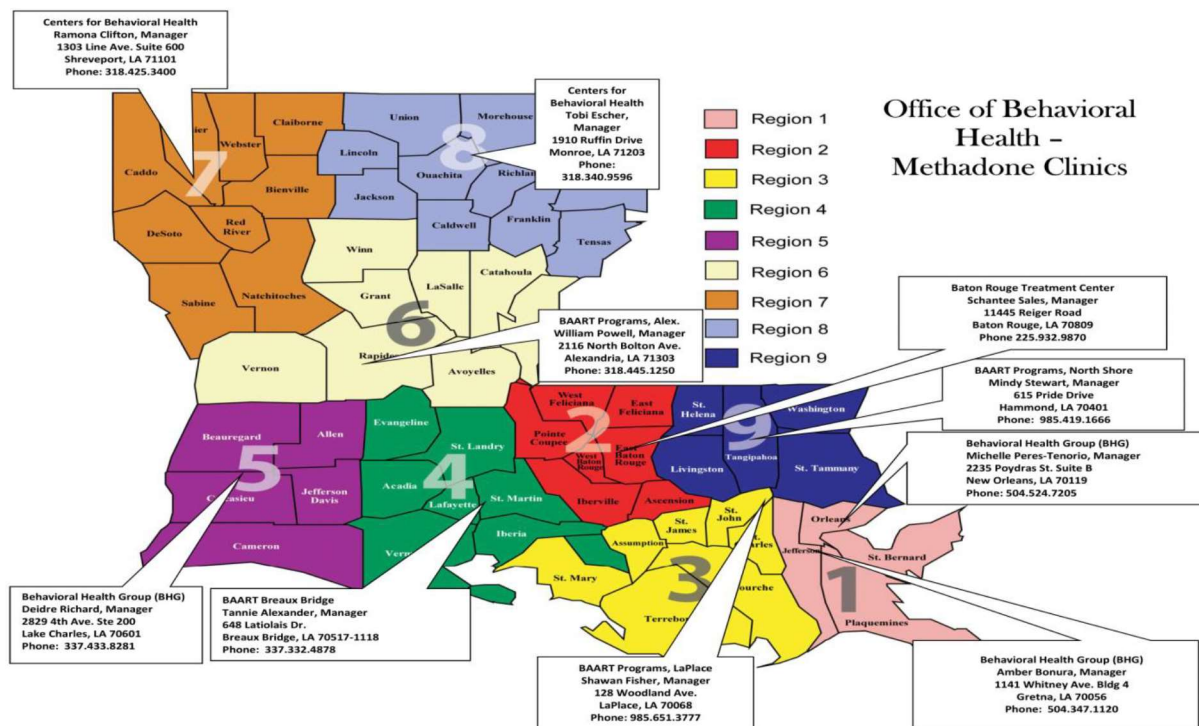 Centers for Behavioral Health
Ramona Clifton, Manager
1303 Line Ave. Suite 600
Shreveport, LA 71101
Phone: 318.425.3400
Centers for
Behavioral Health
Tobi Escher,
Manager
1910 Ruffin Drive
Monroe, LA 71203
Phone:
318.340.9596
Office of Behavioral
Health –
Methadone Clinics
Region 1
Region 2
Region 3
Region 4
Region 5
Region 6
Region 7
Region 8
Region 9
Claiborne
Webster
Caddo
7
Bienville
DeSoto
Red
River
Sabine
Natchitoches
Union
Morehouse
8
Lincoln
Ouachita
Jackson
Caldwell
Franklin
Tensas
Winn
Grant
LaSalle
Catahoula
6
Vernon
Avoyelles
BAART Programs, Alex.
William Powell, Manager
2116 North Bolton Ave.
Alexandria, LA 71303
Phone: 318.445.1250
Baton Rouge Treatment Center
Schantee Sales, Manager
11445 Reiger Road
Baton Rouge, LA 70809
Phone 225.932.9870
BAART Programs, North Shore
Mindy Stewart, Manager
615 Pride Drive
Hammond, LA 70401
Phone: 985.419.1666
Behavioral Health Group (BHG)
Michelle Peres-Tenorio, Manager
2235 Poydras St. Suite B
New Orleans, LA 70119
Phone: 504.524.7205
Beauregard
Allen
5
Jefferson
Davis
Cameron
Evangeline
St. Landry
Acadia
4
Lafayette
St. Martin
Iberia
West
Feliciana
East
Feliciana
Pointe
Coupee
2
West Baton
Rouge
East
Baton
Rouge
Iberville
Ascension
St.
Helena
Washington
9
Livingston
Tangipahoa
St. Tammany
St.
James
St.
John
Assumption
St. Mary
3
Orleans
Jefferson
St. Bernard
1
Plaquemines
Behavioral Health Group (BHG)
Deidre Richard, Manager
2829 4th Ave. Ste 200
Lake Charles, LA 70601
Phone: 337.433.8281
BAART Breaux Bridge
Tannie Alexander, Manager
648 Latiolais Dr.
Breaux Bridge, LA 70517-1118
Phone: 337.332.4878
BAART Programs, LaPlace
Shawan Fisher, Manager
128 Woodland Ave.
LaPlace, LA 70068
Phone: 985.651.3777
Behavioral Health Group (BHG)
Amber Bonura, Manager
1141 Whitney Ave. Bldg 4
Gretna, LA 70056
Phone: 504.347.1120